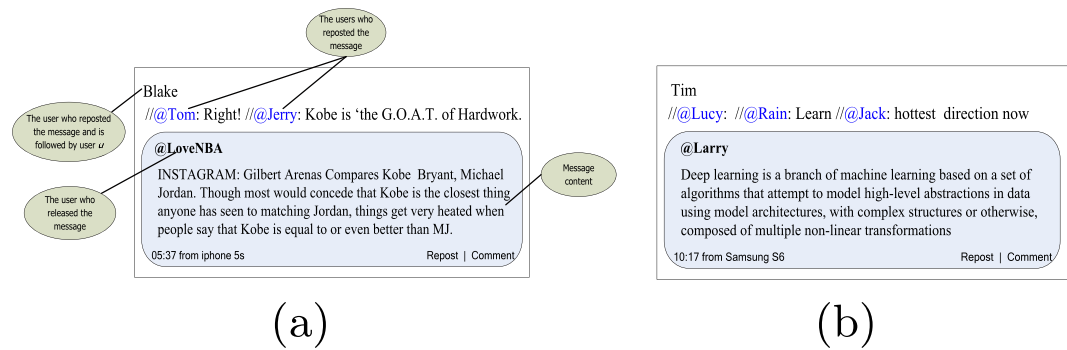 The users who
reposted the
message
Blake
//@Tom: Right! //@Jerry: Kobe is ‘the G.O.A.T. of Hardwork.
The user who reposted
the message and is
followed by user u
@LoveNBA
INSTAGRAM: Gilbert Arenas Compares Kobe Bryant, Michael
Jordan. Though most would concede that Kobe is the closest thing
anyone has seen to matching Jordan, things get very heated when
people say that Kobe is equal to or even better than MJ.
05:37 from iphone 5s
Repost | Comment
The user who
released the
message
Message
content
(a)
Tim
//@Lucy: //@Rain: Learn //@Jack: hottest direction now
@Larry
Deep learning is a branch of machine learning based on a set of
algorithms that attempt to model high-level abstractions in data
using model architectures, with complex structures or otherwise,
composed of multiple non-linear transformations
10:17 from Samsung S6
Repost | Comment
(b)